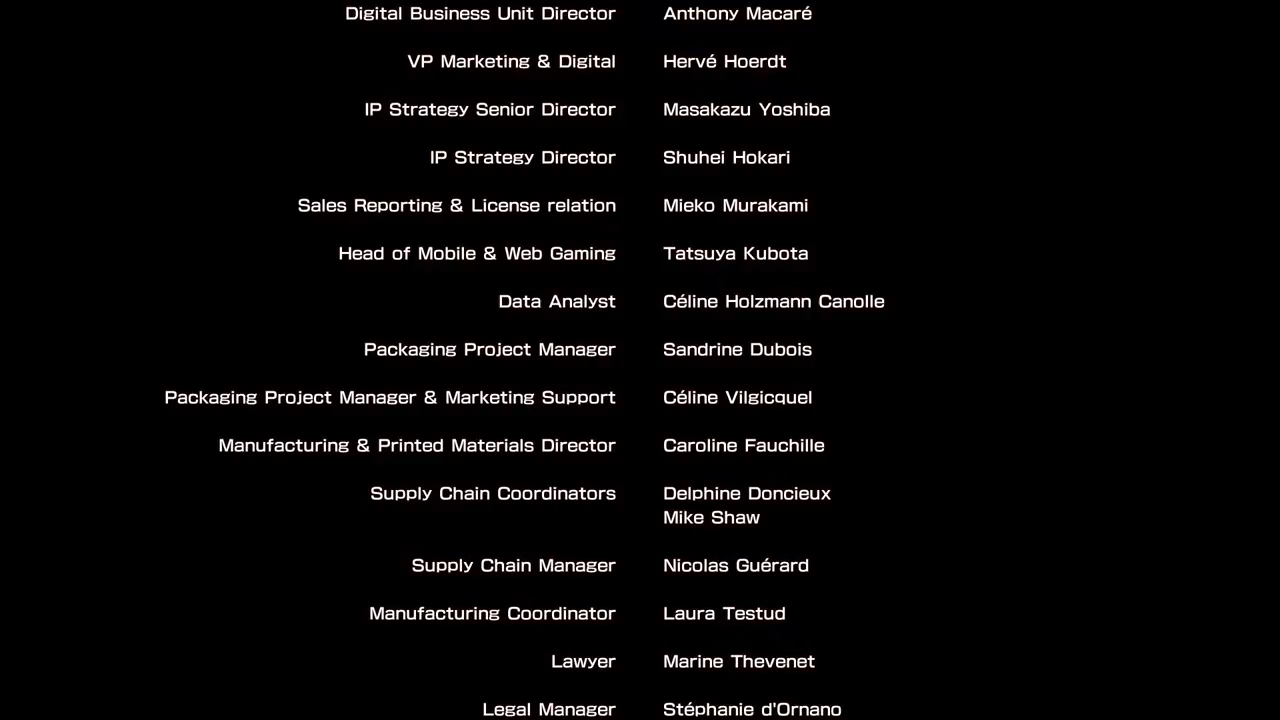 Digital Business Unit Director Anthony Macaré
VP Marketing & Digital Hervé Hoerdt
IP Strategy Senior Director Masakazu Yoshiba
IP Strategy Director Shuhei Hokari
Sales Reporting & License relation Mieko Murakami
Head of Mobile & Web Gaming Tatsuya Kubota
Data Analyst Céline Holzmann Canolle
Packaging Project Manager Sandrine Dubois
Packaging Project Manager & Marketing Support Céline Vilgicquel
Manufacturing & Printed Materials Director Caroline Fauchille
Supply Chain Coordinators Delphine Doncieux
Mike Shaw
Supply Chain Manager Nicolas Guérard
Manufacturing Coordinator Laura Testud
Lawyer Marine Thevenet
Legal Manager Stéphanie d'Ornano